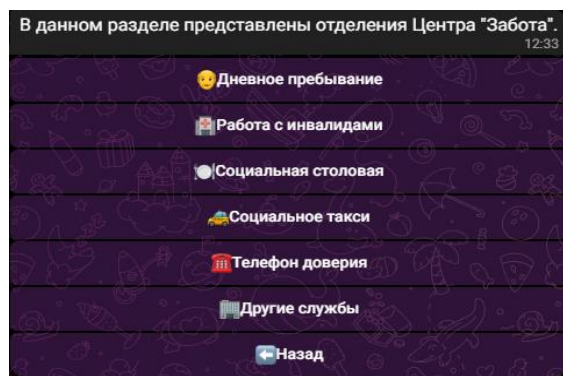 В данном разделе представлены отделения Центра "Забота".
12:33
👴Дневное пребывание
🏥Работа с инвалидами
🍽Социальная столовая
🚕Социальное такси
☎️Телефон доверия
🏢Другие службы
⬅️Назад